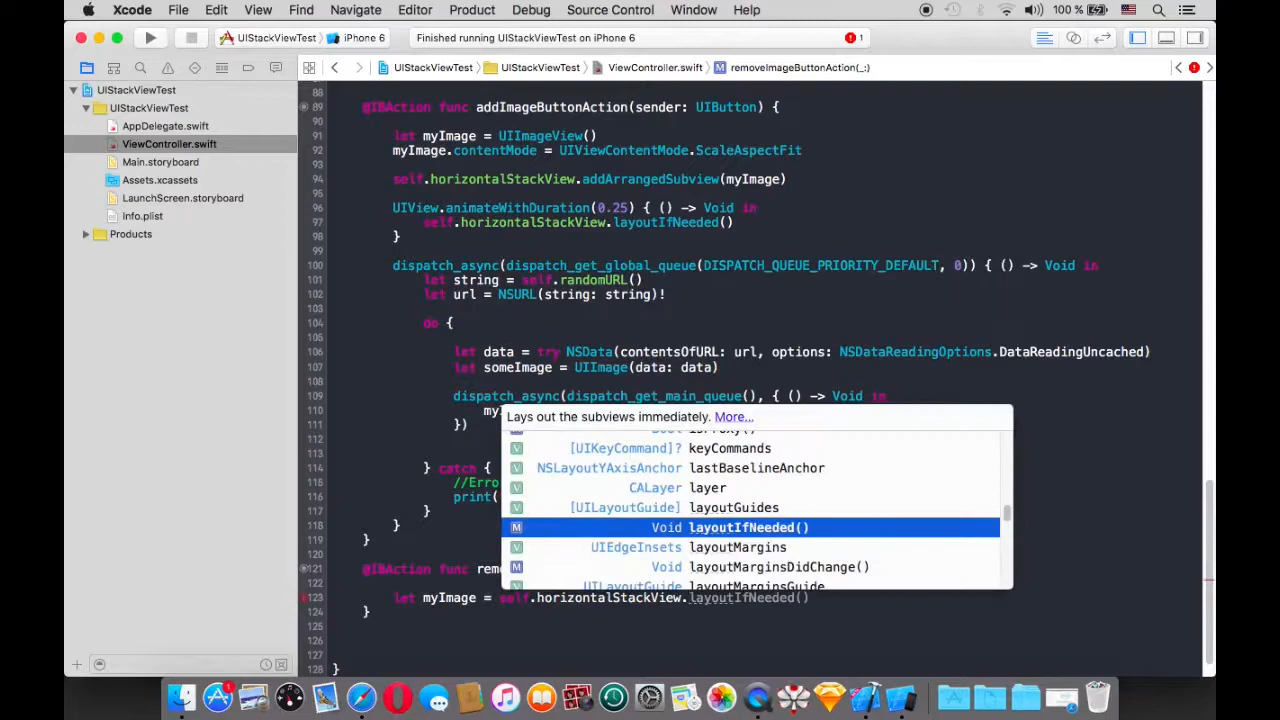 Xcode File Edit View Find Navigate Editor Product Debug Source Control Window Help 100 %
UIStackViewTest iPhone 6 Finished running UIStackViewTest on iPhone 6 1
UIStackViewTest UIStackViewTest ViewController.swift M removeImageButtonAction(_:)
UIStackViewTest
UIStackViewTest
AppDelegate.swift
ViewController.swift
Main.storyboard
Assets.xcassets
LaunchScreen.storyboard
Info.plist
Products
88
89 @IBAction func addImageButtonAction(sender: UIButton) {
90
91 let myImage = UIImageView()
92 myImage.contentMode = UIViewContentMode.ScaleAspectFit
93
94 self.horizontalStackView.addArrangedSubview(myImage)
95
96 UIView.animateWithDuration(0.25) { () -> Void in
97 self.horizontalStackView.layoutIfNeeded()
98 }
99
100 dispatch_async(dispatch_get_global_queue(DISPATCH_QUEUE_PRIORITY_DEFAULT, 0)) { () -> Void in
101 let string = self.randomURL()
102 let url = NSURL(string: string)!
103
104 do {
105
106 let data = try NSData(contentsOfURL: url, options: NSDataReadingOptions.DataReadingUncached)
107 let someImage = UIImage(data: data)
108
109 dispatch_async(dispatch_get_main_queue(), { () -> Void in
110 my
111 })
112
113
114 } catch {
115 //Erro
116 print(
117 }
118 }
119 }
120
121 @IBAction func remo
122
123 let myImage = self.horizontalStackView.layoutIfNeeded()
124 }
125
126
127
128 }
Lays out the subviews immediately. More...
V [UIKeyCommand]? keyCommands
V NSLayoutYAxisAnchor lastBaselineAnchor
V CALayer layer
V [UILayoutGuide] layoutGuides
M Void layoutIfNeeded()
V UIEdgeInsets layoutMargins
M Void layoutMarginsDidChange()
V UILayoutGuide layoutMarginsGuide